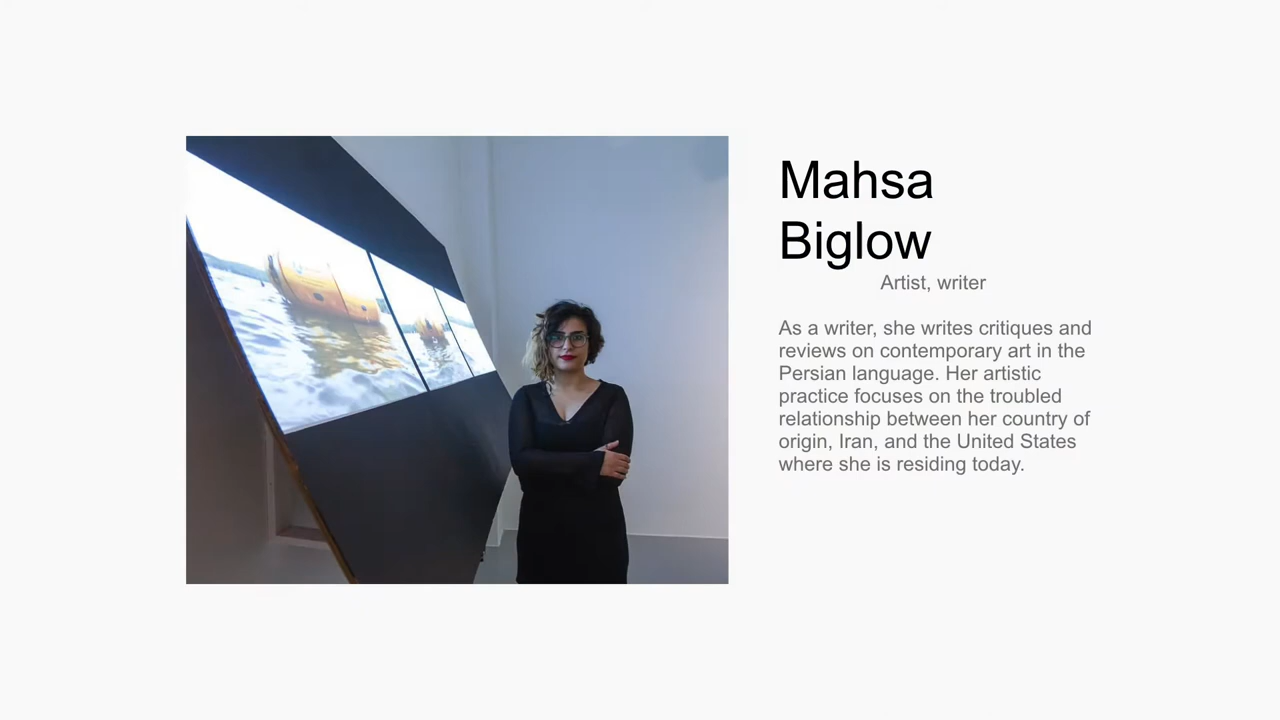 Mahsa
Biglow
Artist, writer
As a writer, she writes critiques and
reviews on contemporary art in the
Persian language. Her artistic
practice focuses on the troubled
relationship between her country of
origin, Iran, and the United States
where she is residing today.